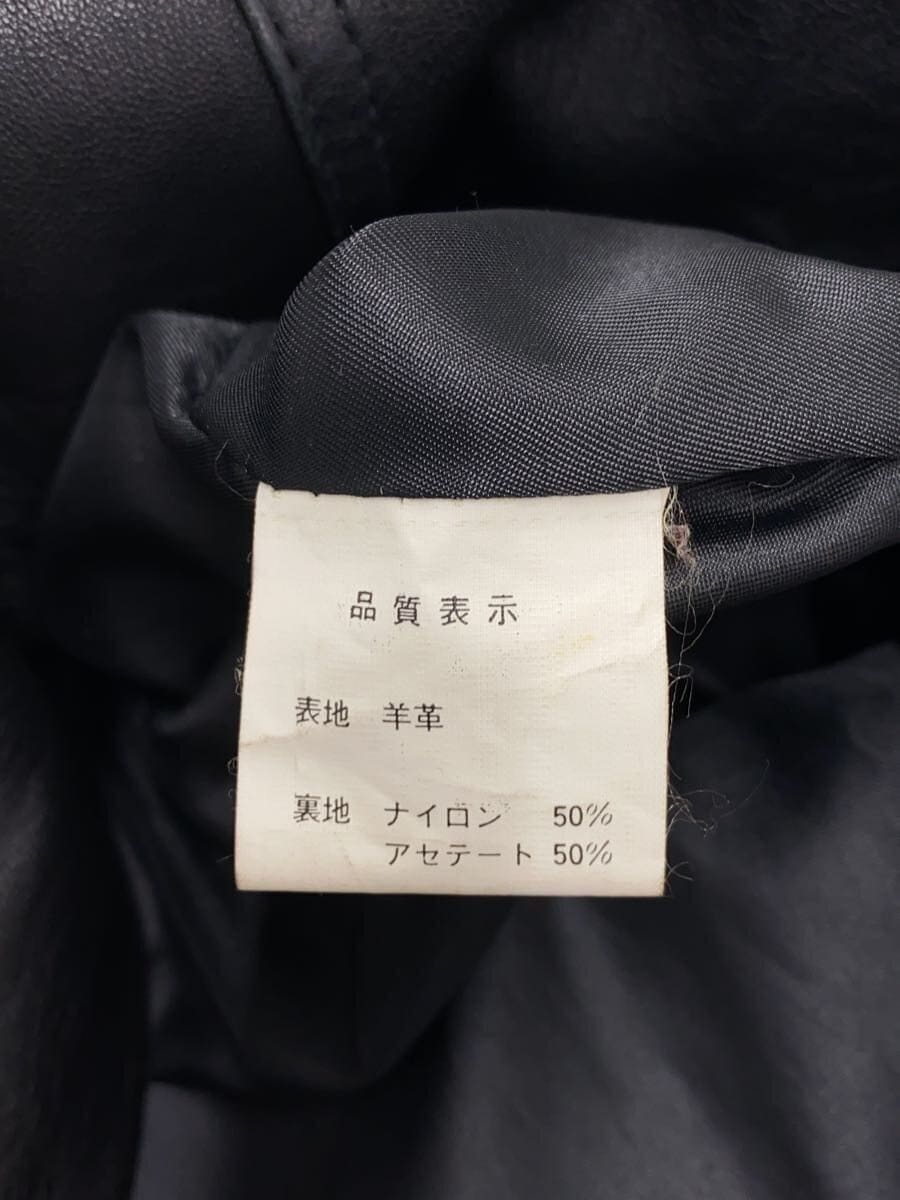 品質表示
表地 羊革
裏地 ナイロン 50%
アセテート 50%